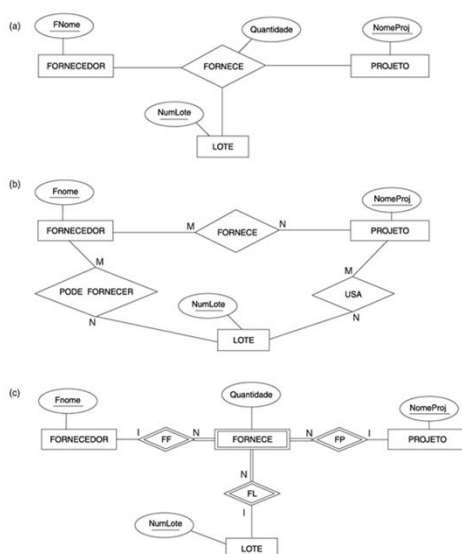 (a)
FNome
Quantidade
NomeProj
FORNECEDOR
FORNECE
PROJETO
NumLote
LOTE
(b)
Fnome
NomeProj
FORNECEDOR
M
FORNECE
N
PROJETO
M
M
PODE FORNECER
USA
N
NumLote
N
LOTE
(c)
Fnome
Quantidade
NomeProj
FORNECEDOR
I
FF
N
FORNECE
N
FP
I
PROJETO
N
FL
I
NumLote
LOTE